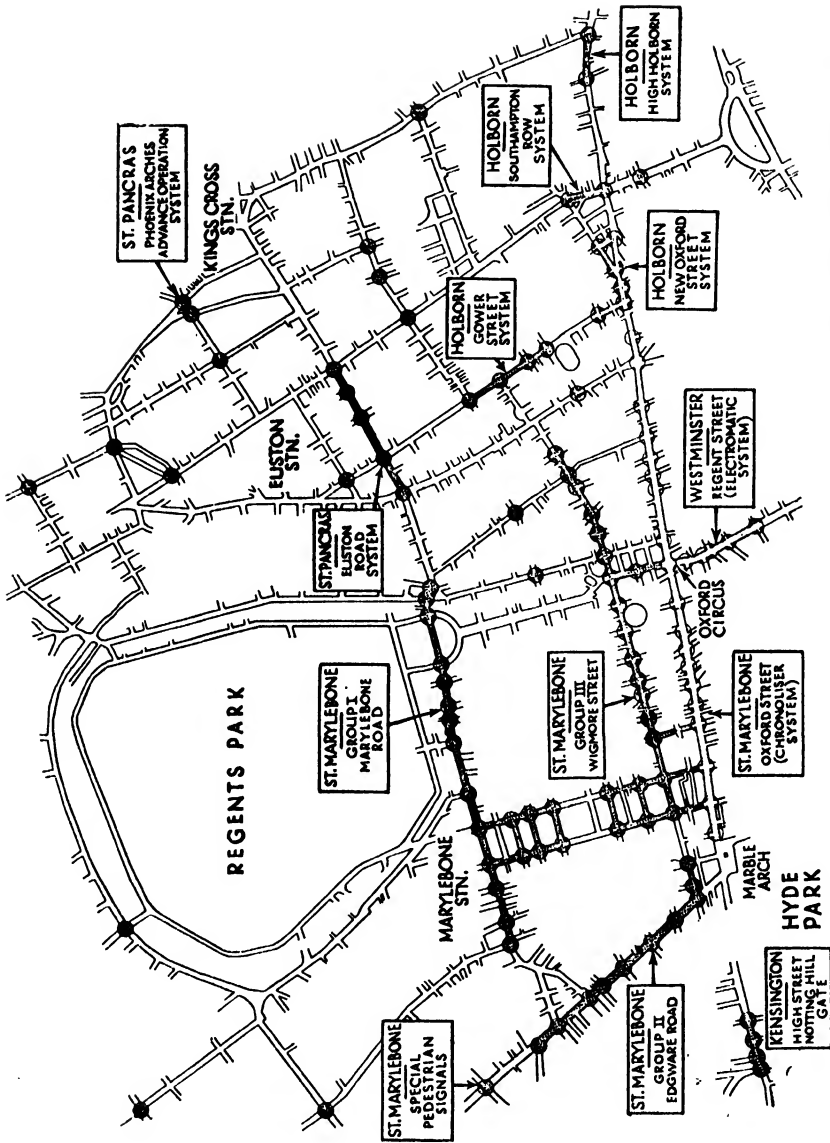 ST. PANCRAS
PHOENIX ARCHES
ADVANCE OPERATION
SYSTEM
KINGS CROSS
STN.
HOLBORN
HIGH HOLBORN
SYSTEM
HOLBORN
SOUTHAMPTON
ROW
SYSTEM
HOLBORN
GOWER
STREET
SYSTEM
HOLBORN
NEW OXFORD
STREET
SYSTEM
EUSTON
STN.
ST. PANCRAS
EUSTON
ROAD
SYSTEM
WESTMINSTER
REGENT STREET
(ELECTROMATIC
SYSTEM)
OXFORD
CIRCUS
REGENTS PARK
ST. MARYLEBONE
GROUP I
MARYLEBONE
ROAD
ST. MARYLEBONE
GROUP III
WIGMORE STREET
ST. MARYLEBONE
OXFORD STREET
(CHRONOLISER
SYSTEM)
MARYLEBONE
STN.
MARBLE
ARCH
HYDE
PARK
ST. MARYLEBONE
SPECIAL
PEDESTRIAN
SIGNALS
ST. MARYLEBONE
GROUP II
EDGWARE ROAD
KENSINGTON
HIGH STREET
NOTTING HILL
GATE